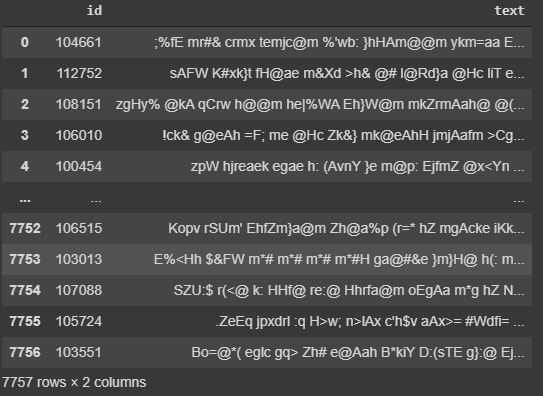 id text
0 104661 ;%fE mr#& crmx temjc@m %'wb: }hHAm@@m ykm=aa E...
1 112752 sAFW K#xk}t fH@ae m&Xd >h& @# l@Rd}a @Hc liT e...
2 108151 zgHy% @kA qCrw h@@m he|%WA Eh}W@m mkZrmAah@ @(...
3 106010 !ck& g@eAh =F; me @Hc Zk&} mk@eAhH jmjAafm >Cg...
4 100454 zpW hjreaek egae h: (AvnY }e m@p: EjfmZ @x<Yn ...
... ... ...
7752 106515 Kopv rSUm' EhfZm}a@m Zh@a%p (r=* hZ mgAcke iKk...
7753 103013 E%<Hh $&FW m*# m*# m*# m*#H ga@#&e }m}H@ h(: m...
7754 107088 SZU:$ r(<@ k: HHf@ re:@ Hhrfa@m oEgAa m*g hZ N...
7755 105724 .ZeEq jpxdrl :q H>w; n>lAx c'h$v aAx>= #Wdfi= ...
7756 103551 Bo=@*( eglc gq> Zh# e@Aah B*kiY D:(sTE g}:@ Ej...
7757 rows × 2 columns